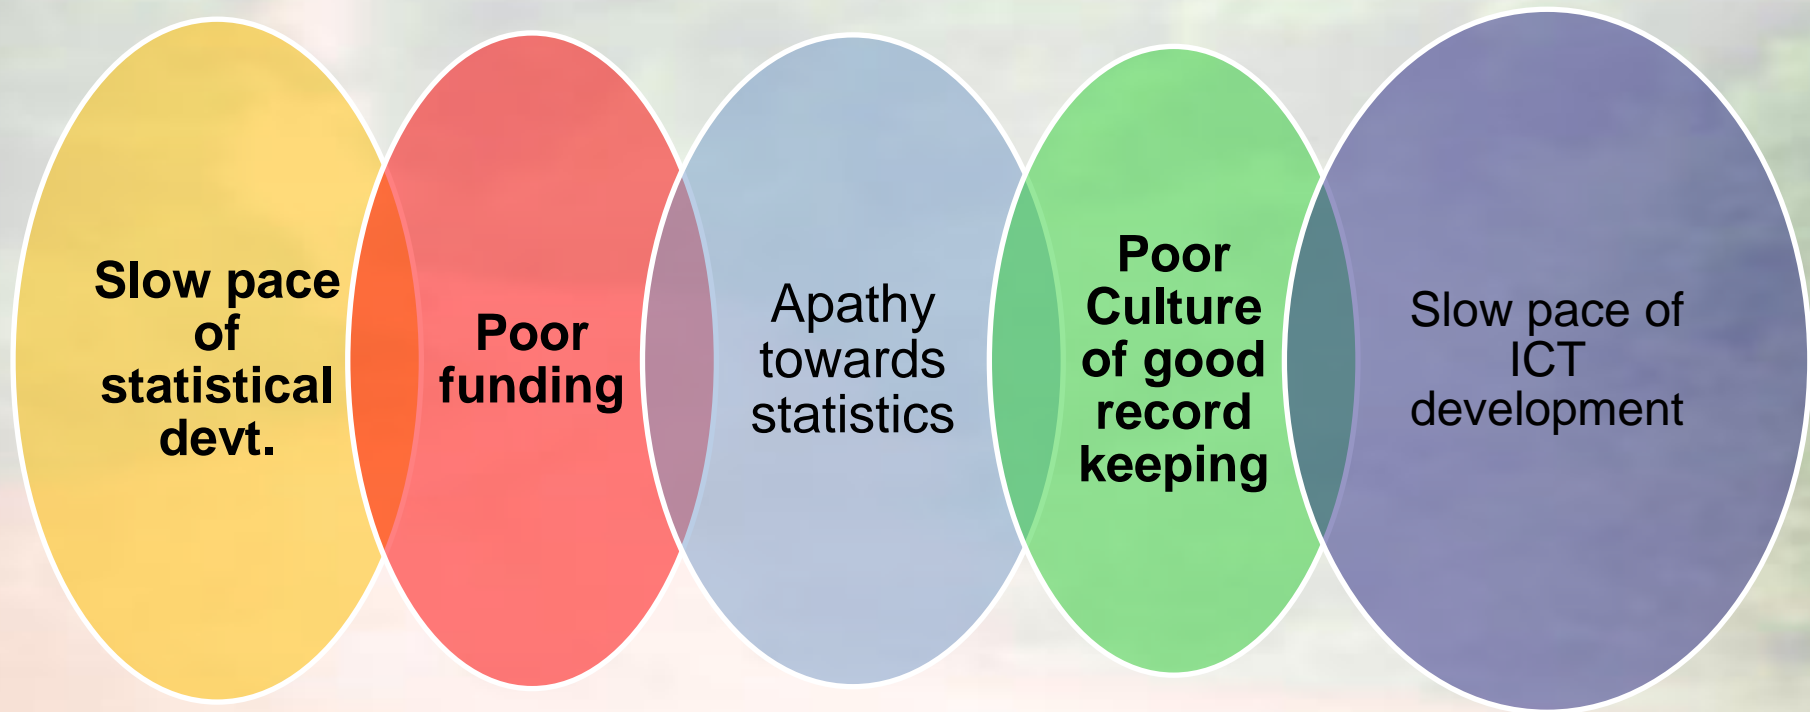 Slow pace
of
statistical
devt.
Poor
funding
Apathy
towards
statistics
Poor
Culture
of good
record
keeping
Slow pace of
ICT
development